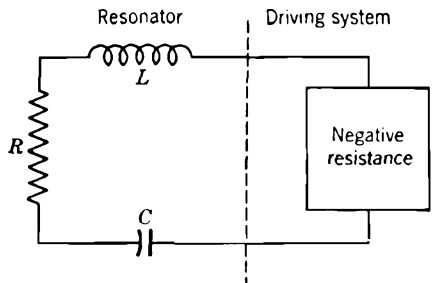 Resonator
Driving system
L
Negative
resistance
R
C